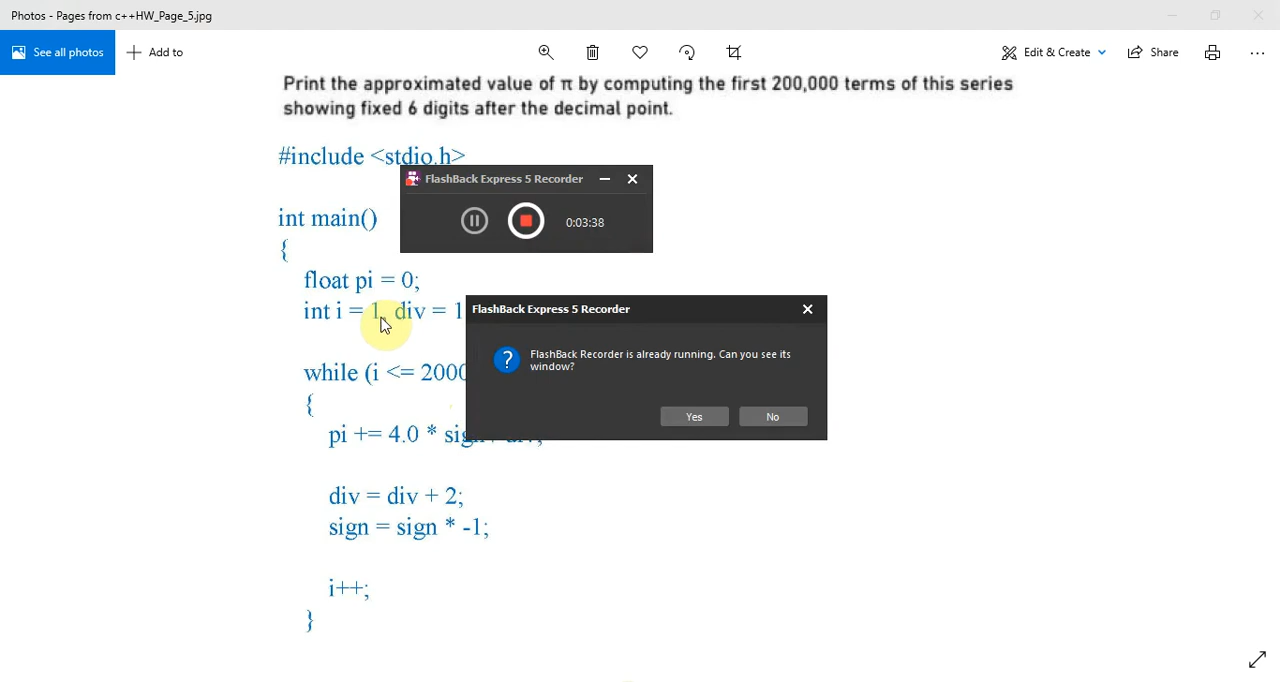 Photos - Pages from c++HW_Page_5.jpg
See all photos
Add to
Edit & Create
Share
Print the approximated value of π by computing the first 200,000 terms of this series
showing fixed 6 digits after the decimal point.
#include <stdio.h>
FlashBack Express 5 Recorder
0:03:38
int main()
{
float pi = 0;
int i = 1, div = 1
FlashBack Express 5 Recorder
FlashBack Recorder is already running. Can you see its
window?
Yes
No
while (i <= 2000
{
pi += 4.0 *
div = div + 2;
sign = sign * -1;
i++;
}